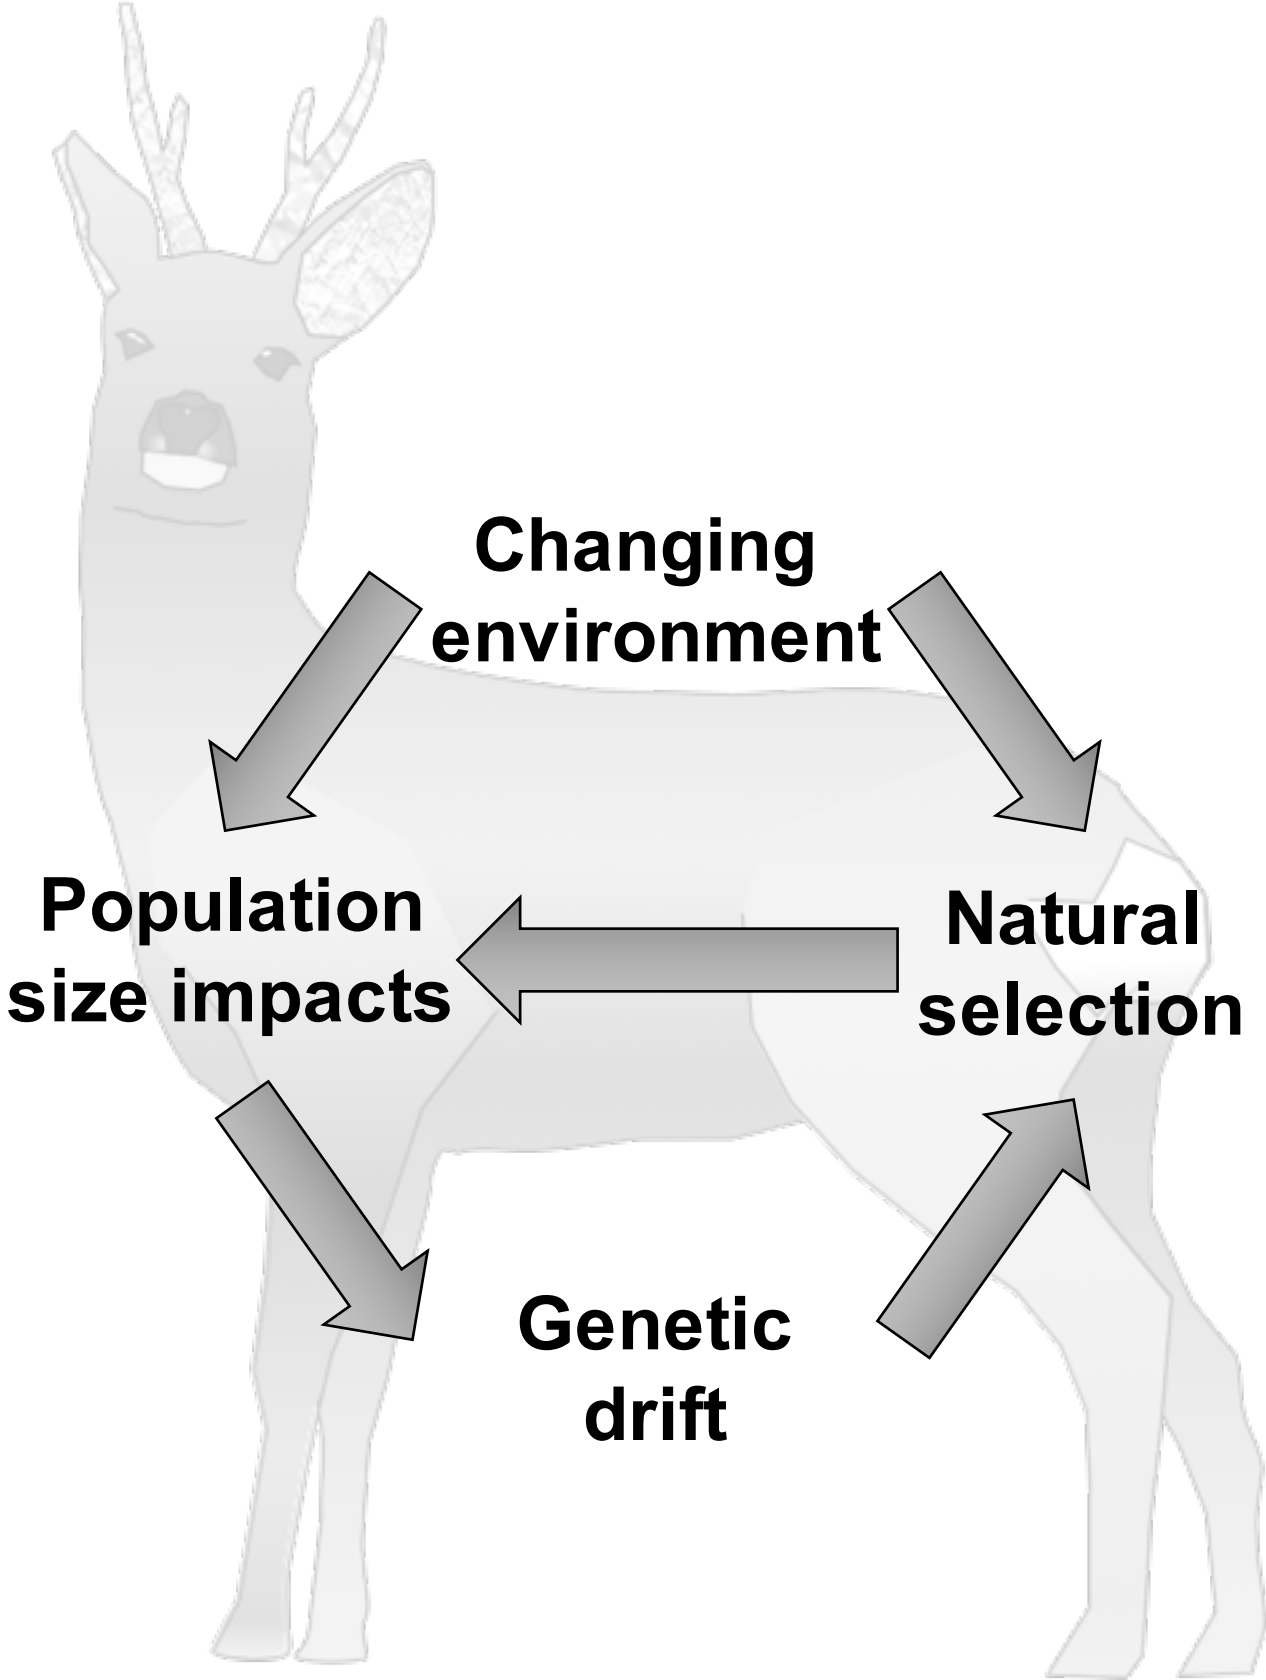 Changing
environment
Population
size impacts
Natural
selection
Genetic
drift